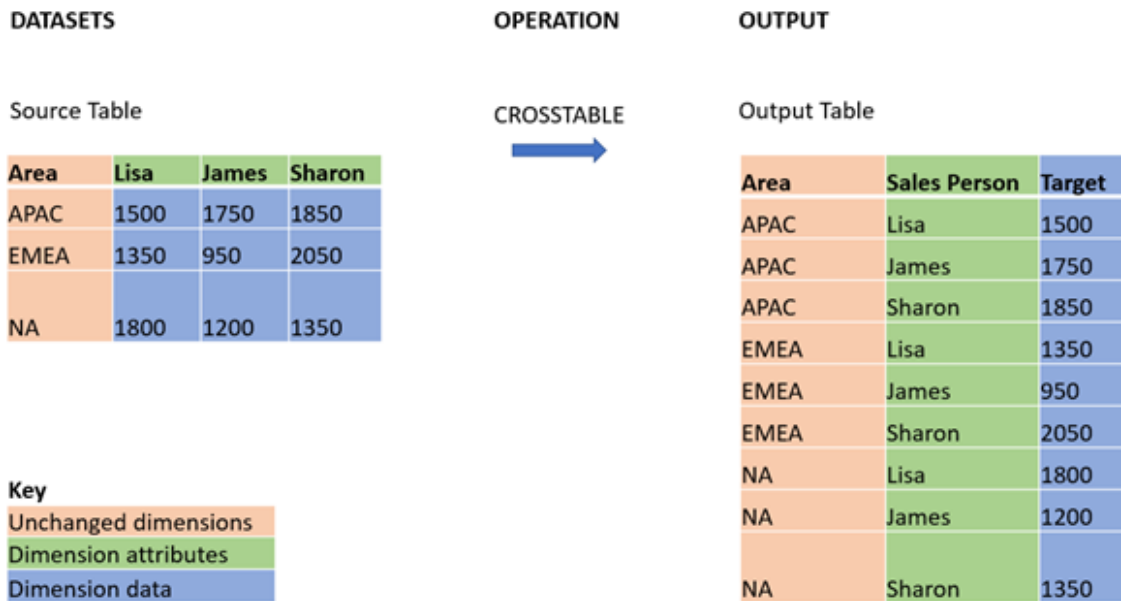 DATASETS OPERATION OUTPUT
Source Table CROSSTABLE Output Table
Area Lisa James Sharon
APAC 1500 1750 1850
EMEA 1350 950 2050
NA 1800 1200 1350
Key
Unchanged dimensions
Dimension attributes
Dimension data
Area Sales Person Target
APAC Lisa 1500
APAC James 1750
APAC Sharon 1850
EMEA Lisa 1350
EMEA James 950
EMEA Sharon 2050
NA Lisa 1800
NA James 1200
NA Sharon 1350